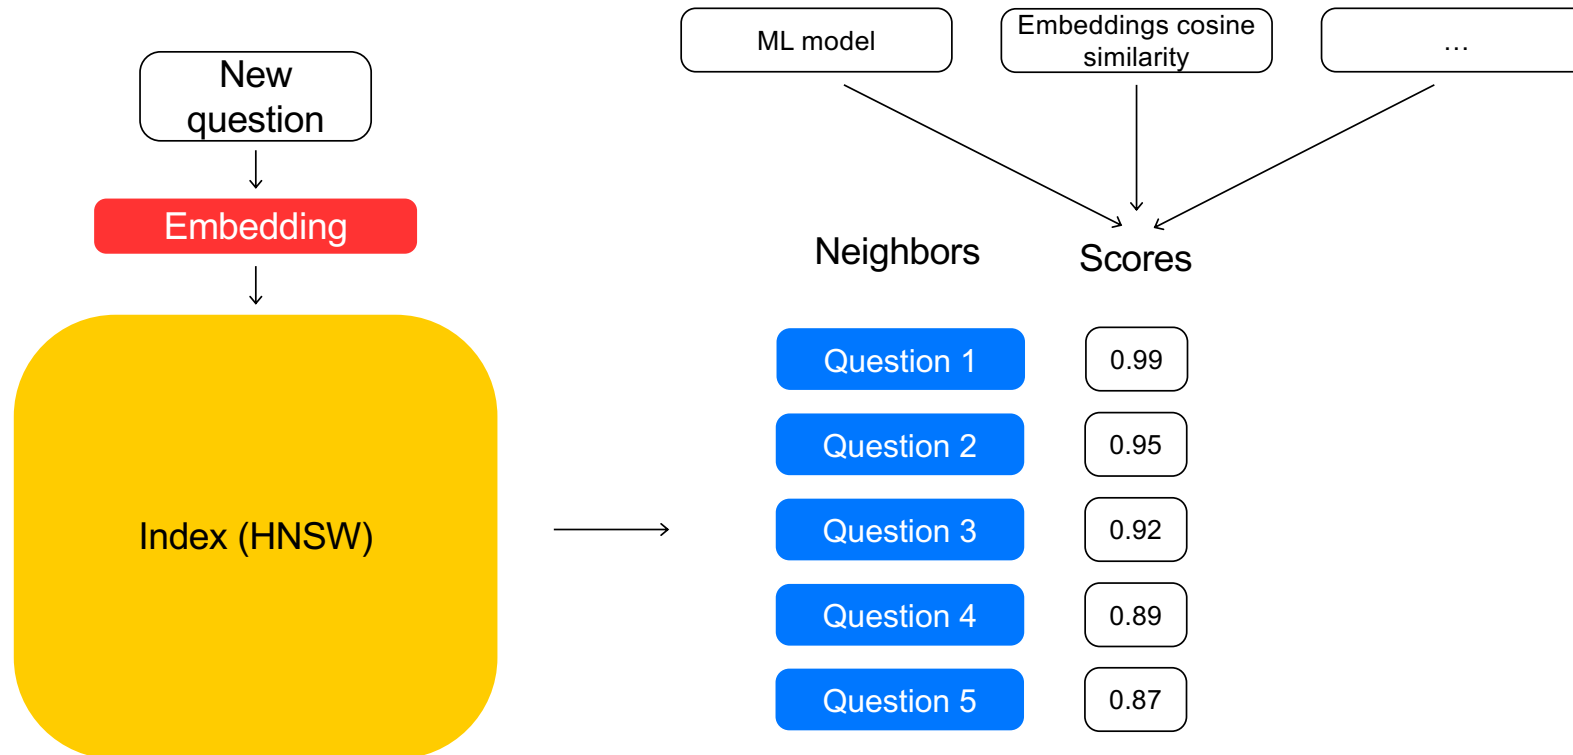 New
question
Embedding
Index (HNSW)
ML model
Embeddings cosine
similarity
...
Neighbors
Scores
Question 1
0.99
Question 2
0.95
Question 3
0.92
Question 4
0.89
Question 5
0.87